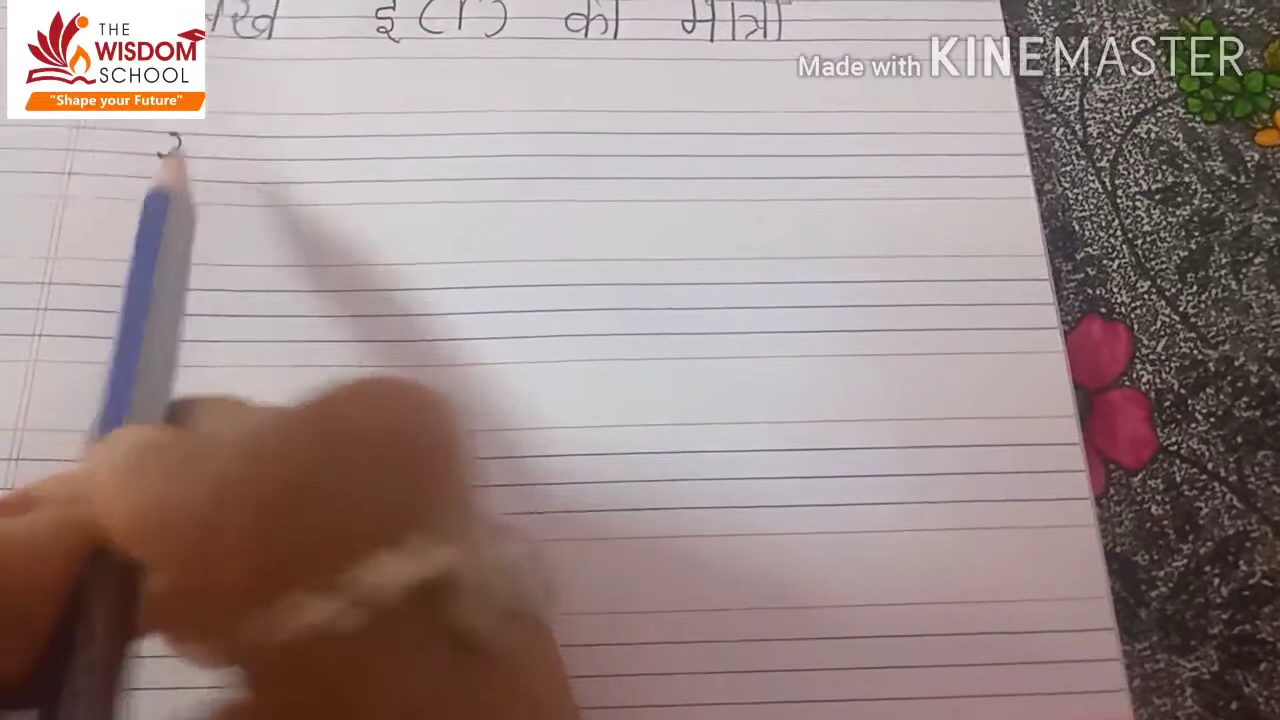 THE
WISDOM
SCHOOL
"Shape your Future"
इ (ि) की मात्रा
Made with KINEMASTER